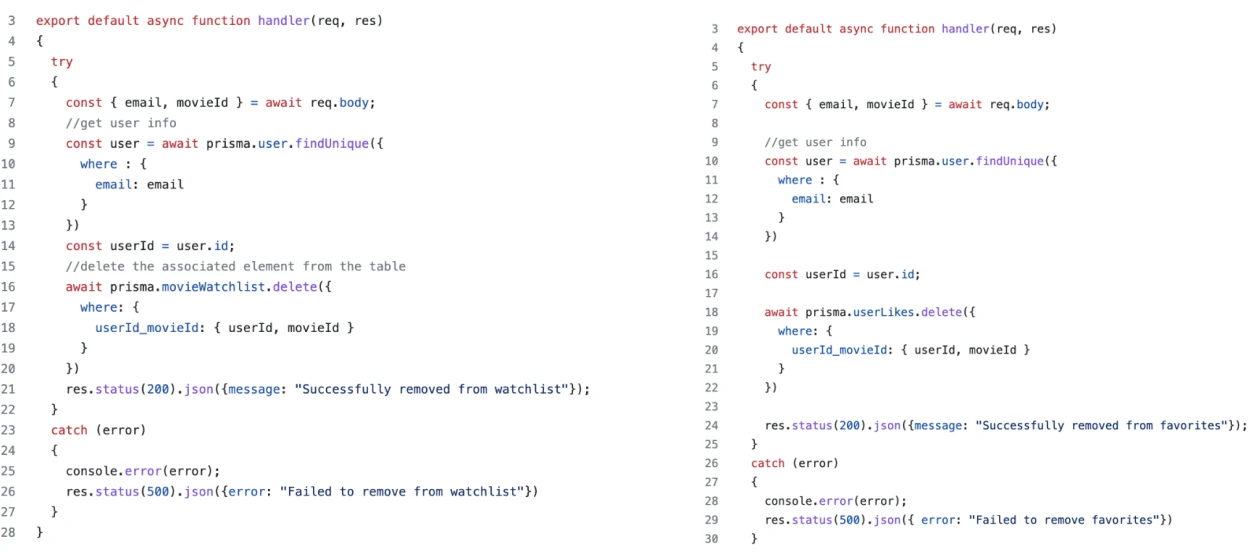 3 export default async function handler(req, res)
4 {
5 try
6 {
7 const { email, movieId } = await req.body;
8 //get user info
9 const user = await prisma.user.findUnique({
10 where : {
11 email: email
12 }
13 })
14 const userId = user.id;
15 //delete the associated element from the table
16 await prisma.movieWatchlist.delete({
17 where: {
18 userId_movieId: { userId, movieId }
19 }
20 })
21 res.status(200).json({message: "Successfully removed from watchlist"});
22 }
23 catch (error)
24 {
25 console.error(error);
26 res.status(500).json({error: "Failed to remove from watchlist"})
27 }
28 }
3 export default async function handler(req, res)
4 {
5 try
6 {
7 const { email, movieId } = await req.body;
8
9 //get user info
10 const user = await prisma.user.findUnique({
11 where : {
12 email: email
13 }
14 })
15
16 const userId = user.id;
17
18 await prisma.userLikes.delete({
19 where: {
20 userId_movieId: { userId, movieId }
21 }
22 })
23
24 res.status(200).json({message: "Successfully removed from favorites"});
25 }
26 catch (error)
27 {
28 console.error(error);
29 res.status(500).json({ error: "Failed to remove favorites"})
30 }